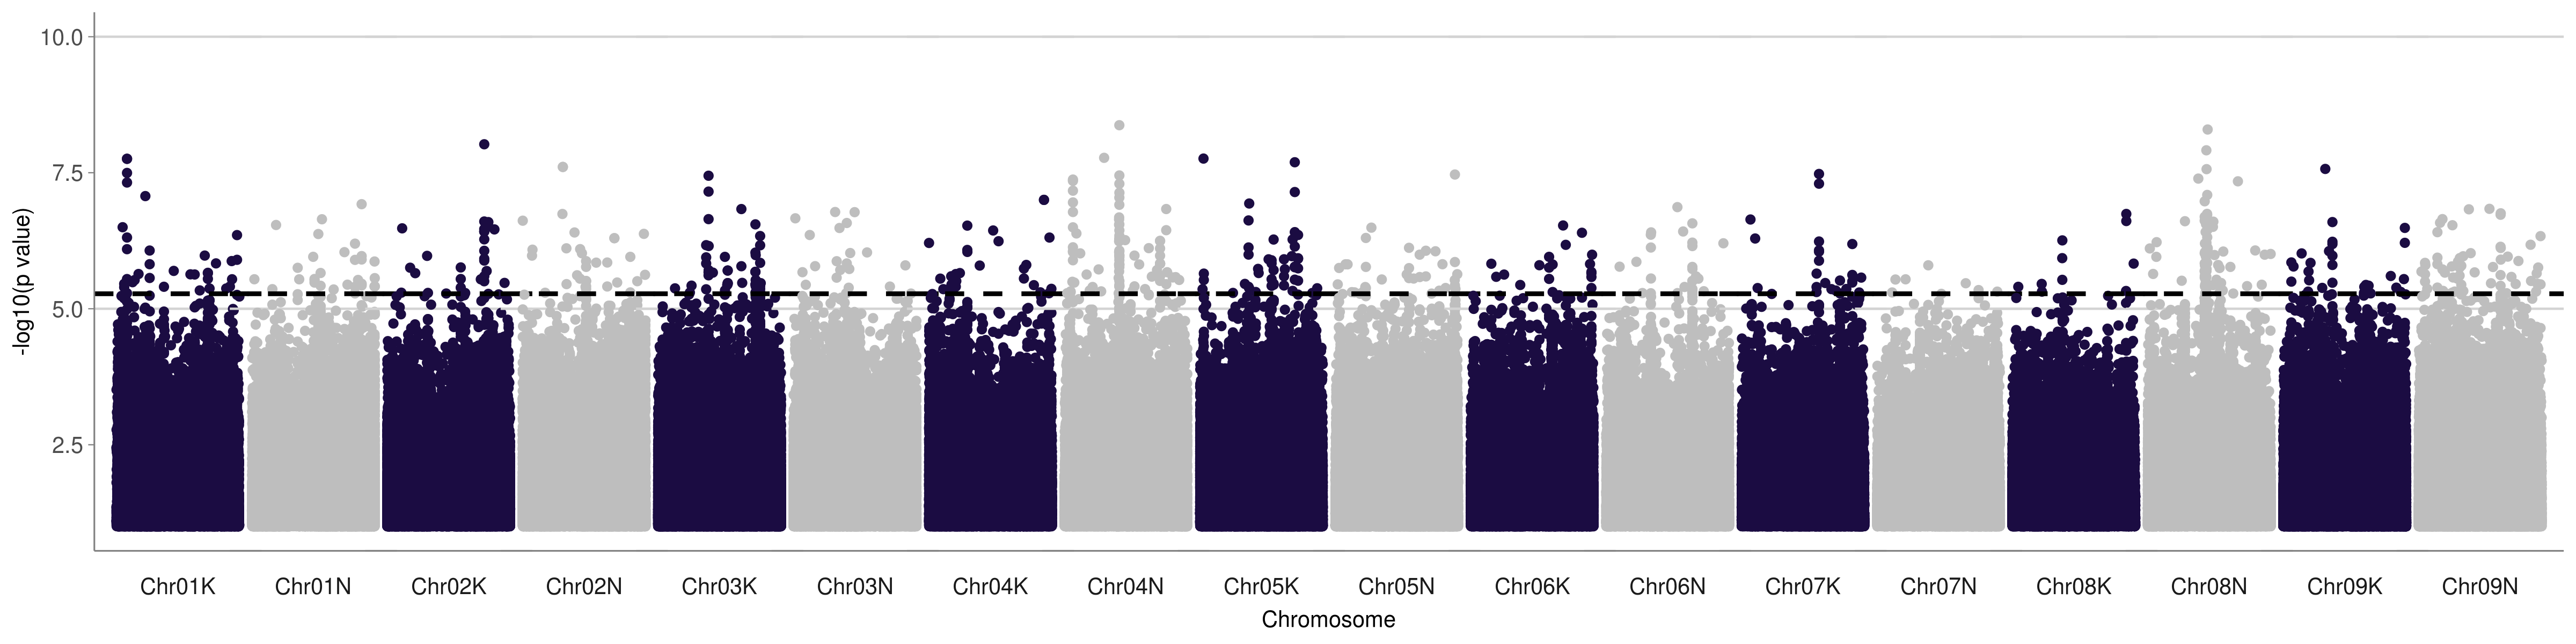 -log10(p value)
10.0
7.5
5.0
2.5
Chr01K Chr01N Chr02K Chr02N Chr03K Chr03N Chr04K Chr04N Chr05K Chr05N Chr06K Chr06N Chr07K Chr07N Chr08K Chr08N Chr09K Chr09N
Chromosome